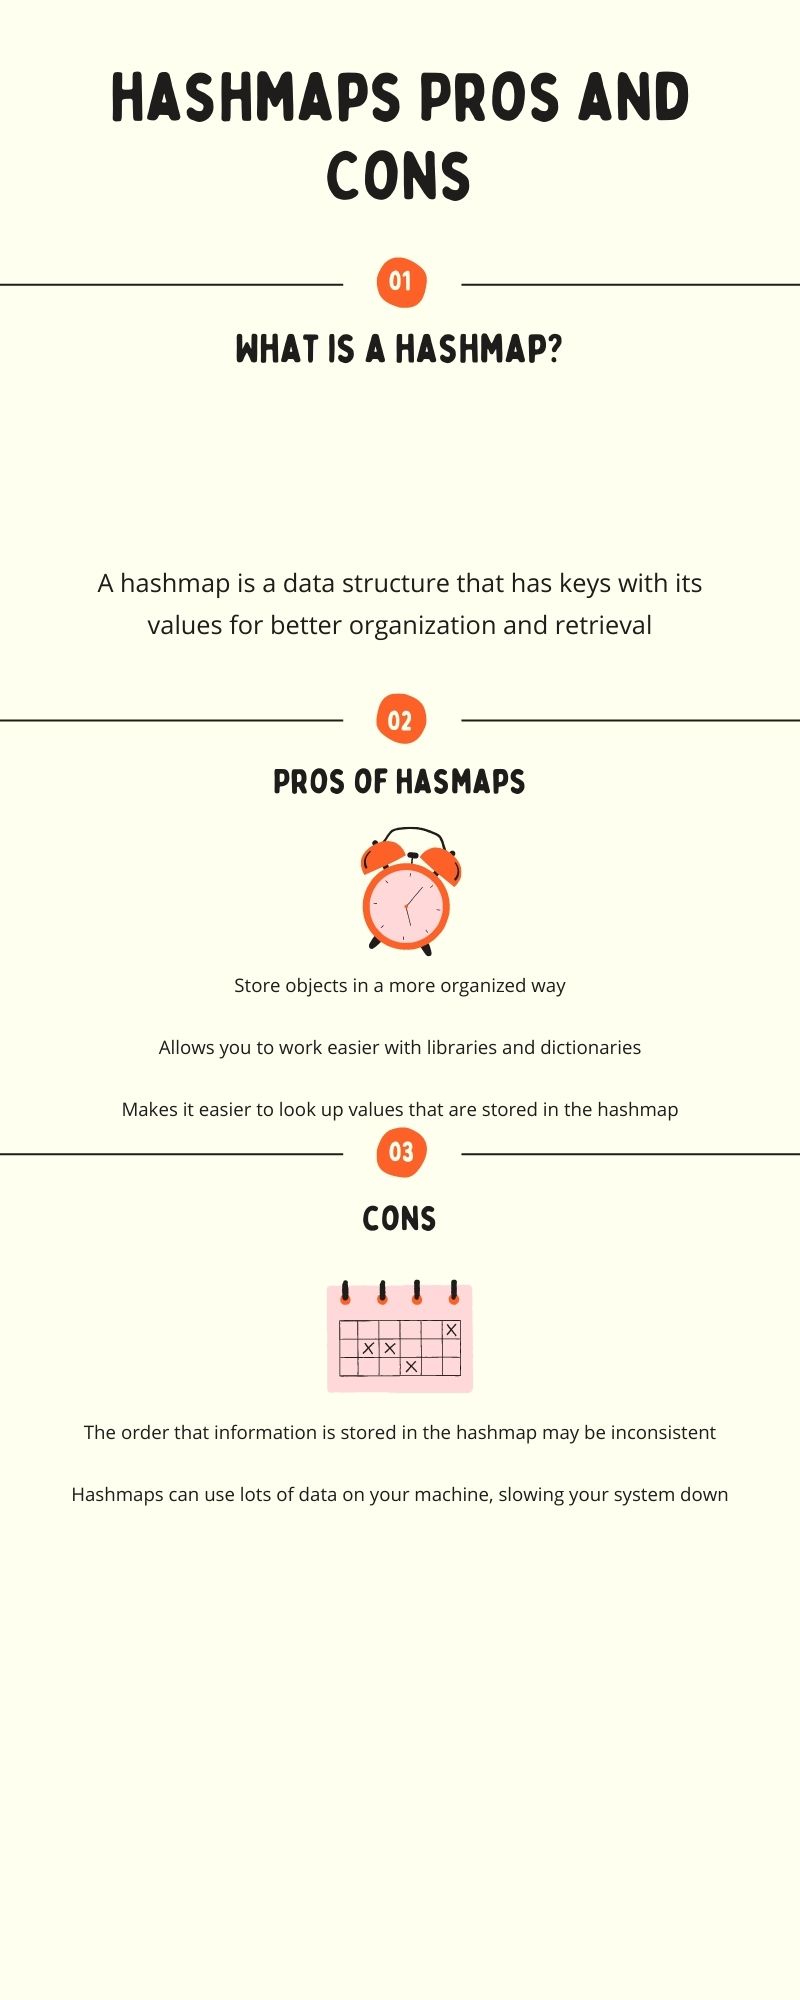 HASHMAPS PROS AND
CONS
01
WHAT IS A HASHMAP?
A hashmap is a data structure that has keys with its
values for better organization and retrieval
02
PROS OF HASMAPS
Store objects in a more organized way
Allows you to work easier with libraries and dictionaries
Makes it easier to look up values that are stored in the hashmap
03
CONS
The order that information is stored in the hashmap may be inconsistent
Hashmaps can use lots of data on your machine, slowing your system down